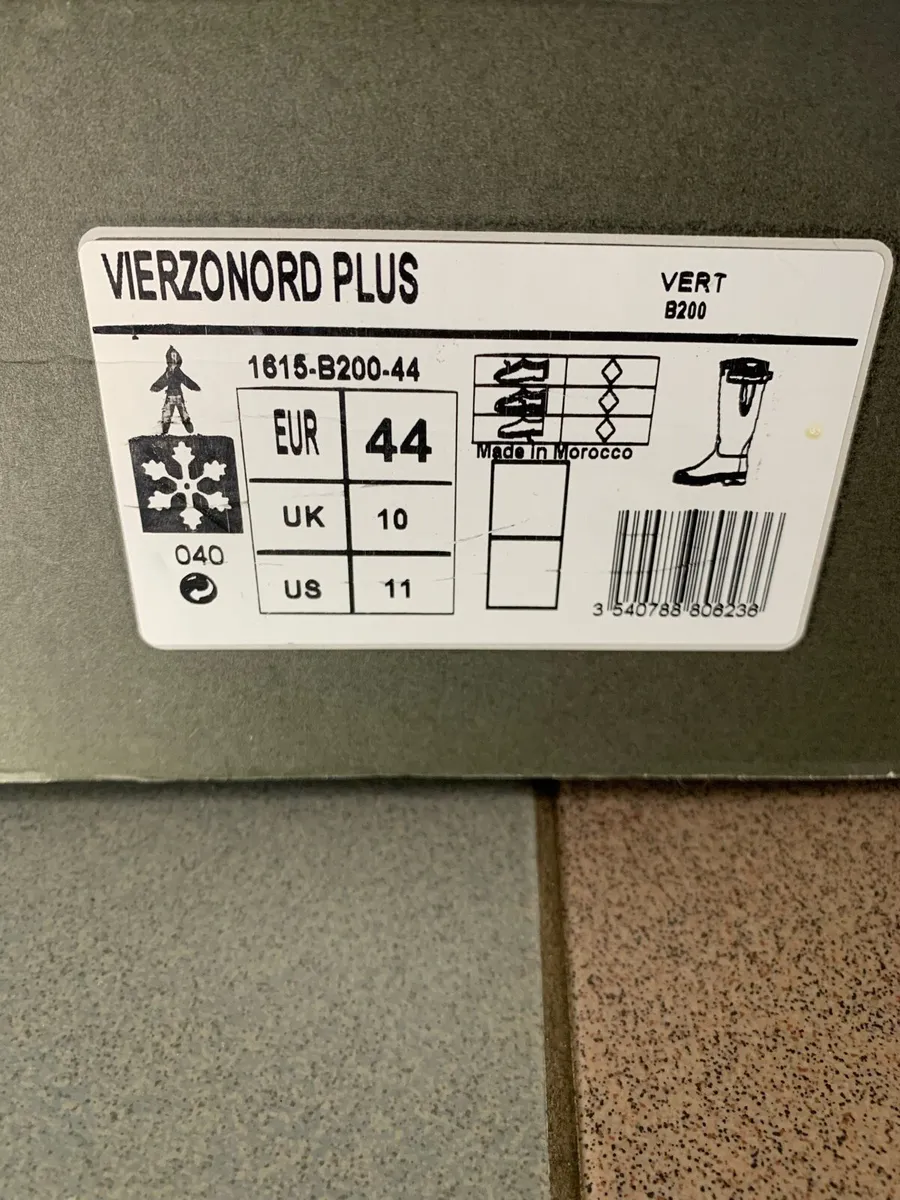 VIERZONORD PLUS
VERT
B200
1615-B200-44
EUR 44
UK 10
US 11
Made In Morocco
040
3 540788 806236